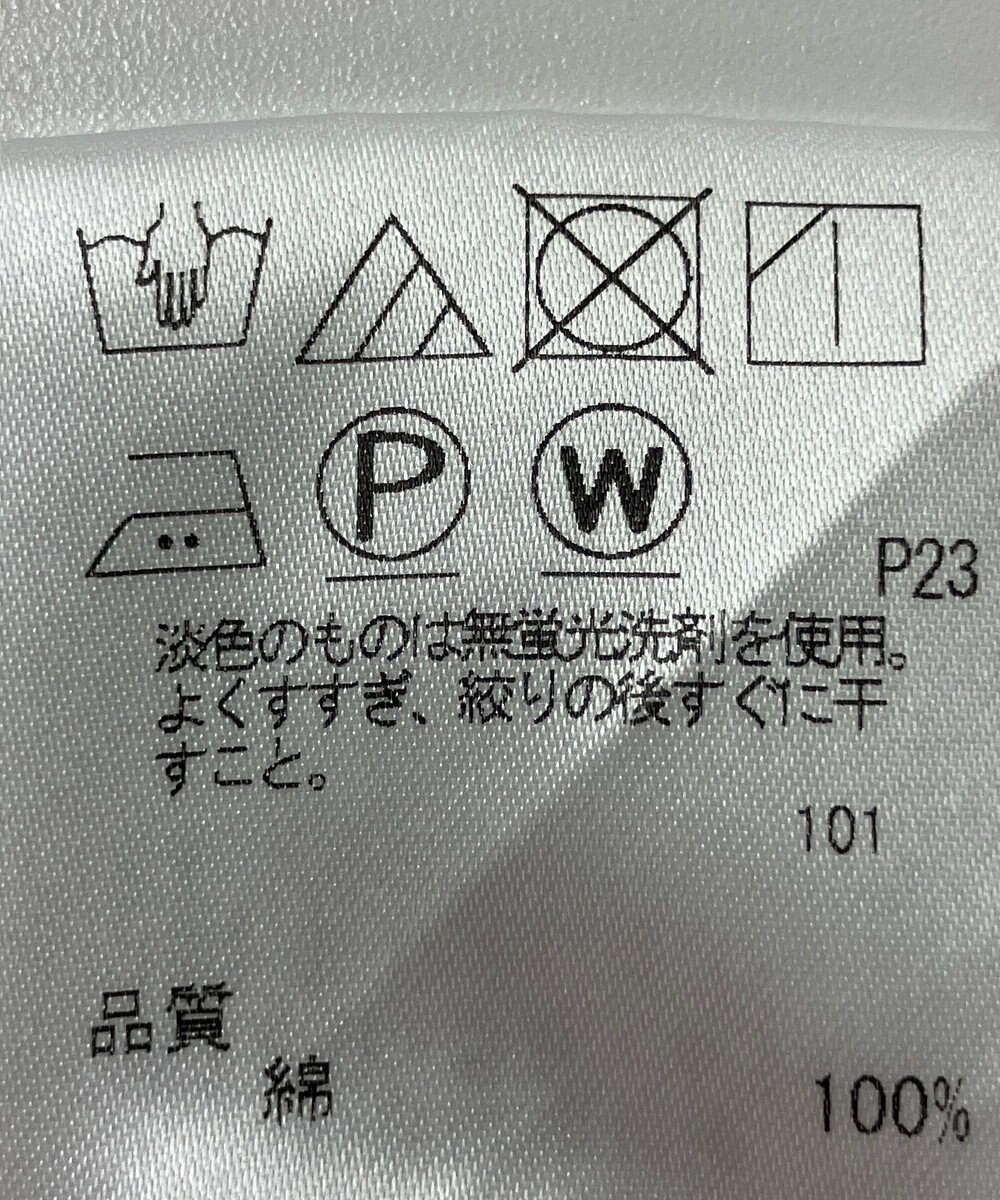 P
W
P23
淡色のものは無蛍光洗剤を使用。
よくすすぎ、絞りの後すぐに干
すこと。
101
品質
綿 100%